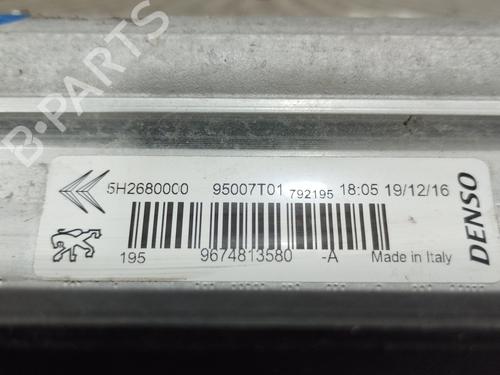 5H2680000 95007T01 792195 18:05 19/12/16
195 9674813580 -A Made in Italy
DENSO
B-PARTS